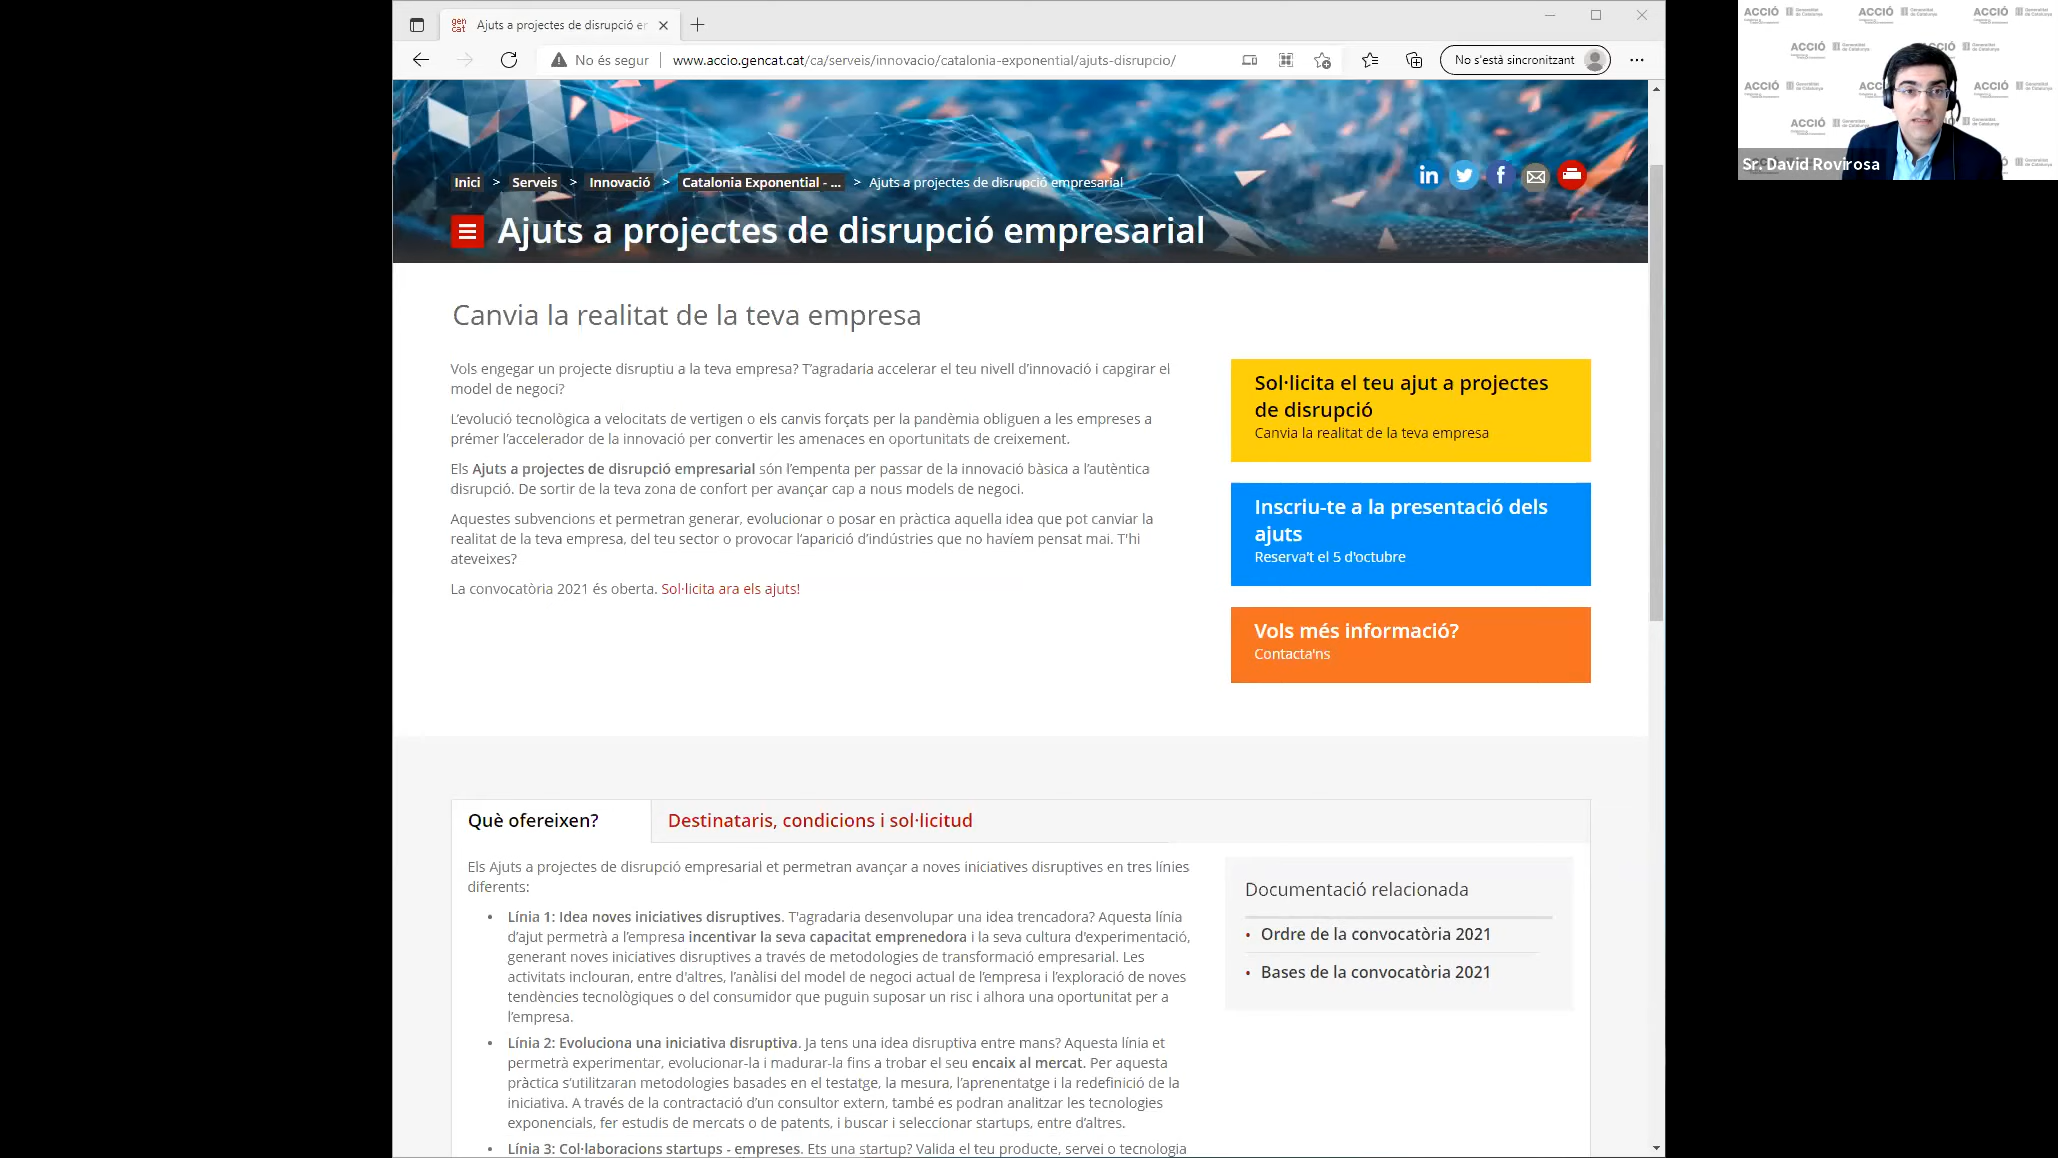 Ajuts a projectes de disrupció er
No és segur
www.accio.gencat.cat/ca/serveis/innovacio/catalonia-exponential/ajuts-disrupcio/
No s'està sincronitzant
Inici > Serveis > Innovació > Catalonia Exponential - ... > Ajuts a projectes de disrupció empresarial
Ajuts a projectes de disrupció empresarial
Canvia la realitat de la teva empresa
Vols engegar un projecte disruptiu a la teva empresa? T'agradaria accelerar el teu nivell d'innovació i capgirar el
model de negoci?
L'evolució tecnològica a velocitats de vertigen o els canvis forçats per la pandèmia obliguen a les empreses a
prémer l'accelerador de la innovació per convertir les amenaces en oportunitats de creixement.
Els Ajuts a projectes de disrupció empresarial són l'empenta per passar de la innovació bàsica a l'autèntica
disrupció. De sortir de la teva zona de confort per avançar cap a nous models de negoci.
Aquestes subvencions et permetran generar, evolucionar o posar en pràctica aquella idea que pot canviar la
realitat de la teva empresa, del teu sector o provocar l'aparició d'indústries que no havíem pensat mai. T'hi
ateveixes?
La convocatòria 2021 és oberta. Sol·licita ara els ajuts!
Sol·licita el teu ajut a projectes
de disrupció
Canvia la realitat de la teva empresa
Inscriu-te a la presentació dels
ajuts
Reserva't el 5 d'octubre
Vols més informació?
Contacta'ns
Què ofereixen?
Destinataris, condicions i sol·licitud
Els Ajuts a projectes de disrupció empresarial et permetran avançar a noves iniciatives disruptives en tres línies
diferents:
• Línia 1: Idea noves iniciatives disruptives. T'agradaria desenvolupar una idea trencadora? Aquesta línia
d'ajut permetrà a l'empresa incentivar la seva capacitat emprenedora i la seva cultura d'experimentació,
generant noves iniciatives disruptives a través de metodologies de transformació empresarial. Les
activitats inclouran, entre d'altres, l'anàlisi del model de negoci actual de l'empresa i l'exploració de noves
tendències tecnològiques o del consumidor que puguin suposar un risc i alhora una oportunitat per a
l'empresa.
• Línia 2: Evoluciona una iniciativa disruptiva. Ja tens una idea disruptiva entre mans? Aquesta línia et
permetrà experimentar, evolucionar-la i madurar-la fins a trobar el seu encaix al mercat. Per aquesta
pràctica s'utilitzaran metodologies basades en el testatge, la mesura, l'aprenentatge i la redefinició de la
iniciativa. A través de la contractació d'un consultor extern, també es podran analitzar les tecnologies
exponencials, fer estudis de mercats o de patents, i buscar i seleccionar startups, entre d'altres.
• Línia 3: Col·laboracions startups - empreses. Ets una startup? Valida el teu producte, servei o tecnologia
Documentació relacionada
• Ordre de la convocatòria 2021
• Bases de la convocatòria 2021
ACCIÓ Generalitat de Catalunya
Sr. David Rovirosa